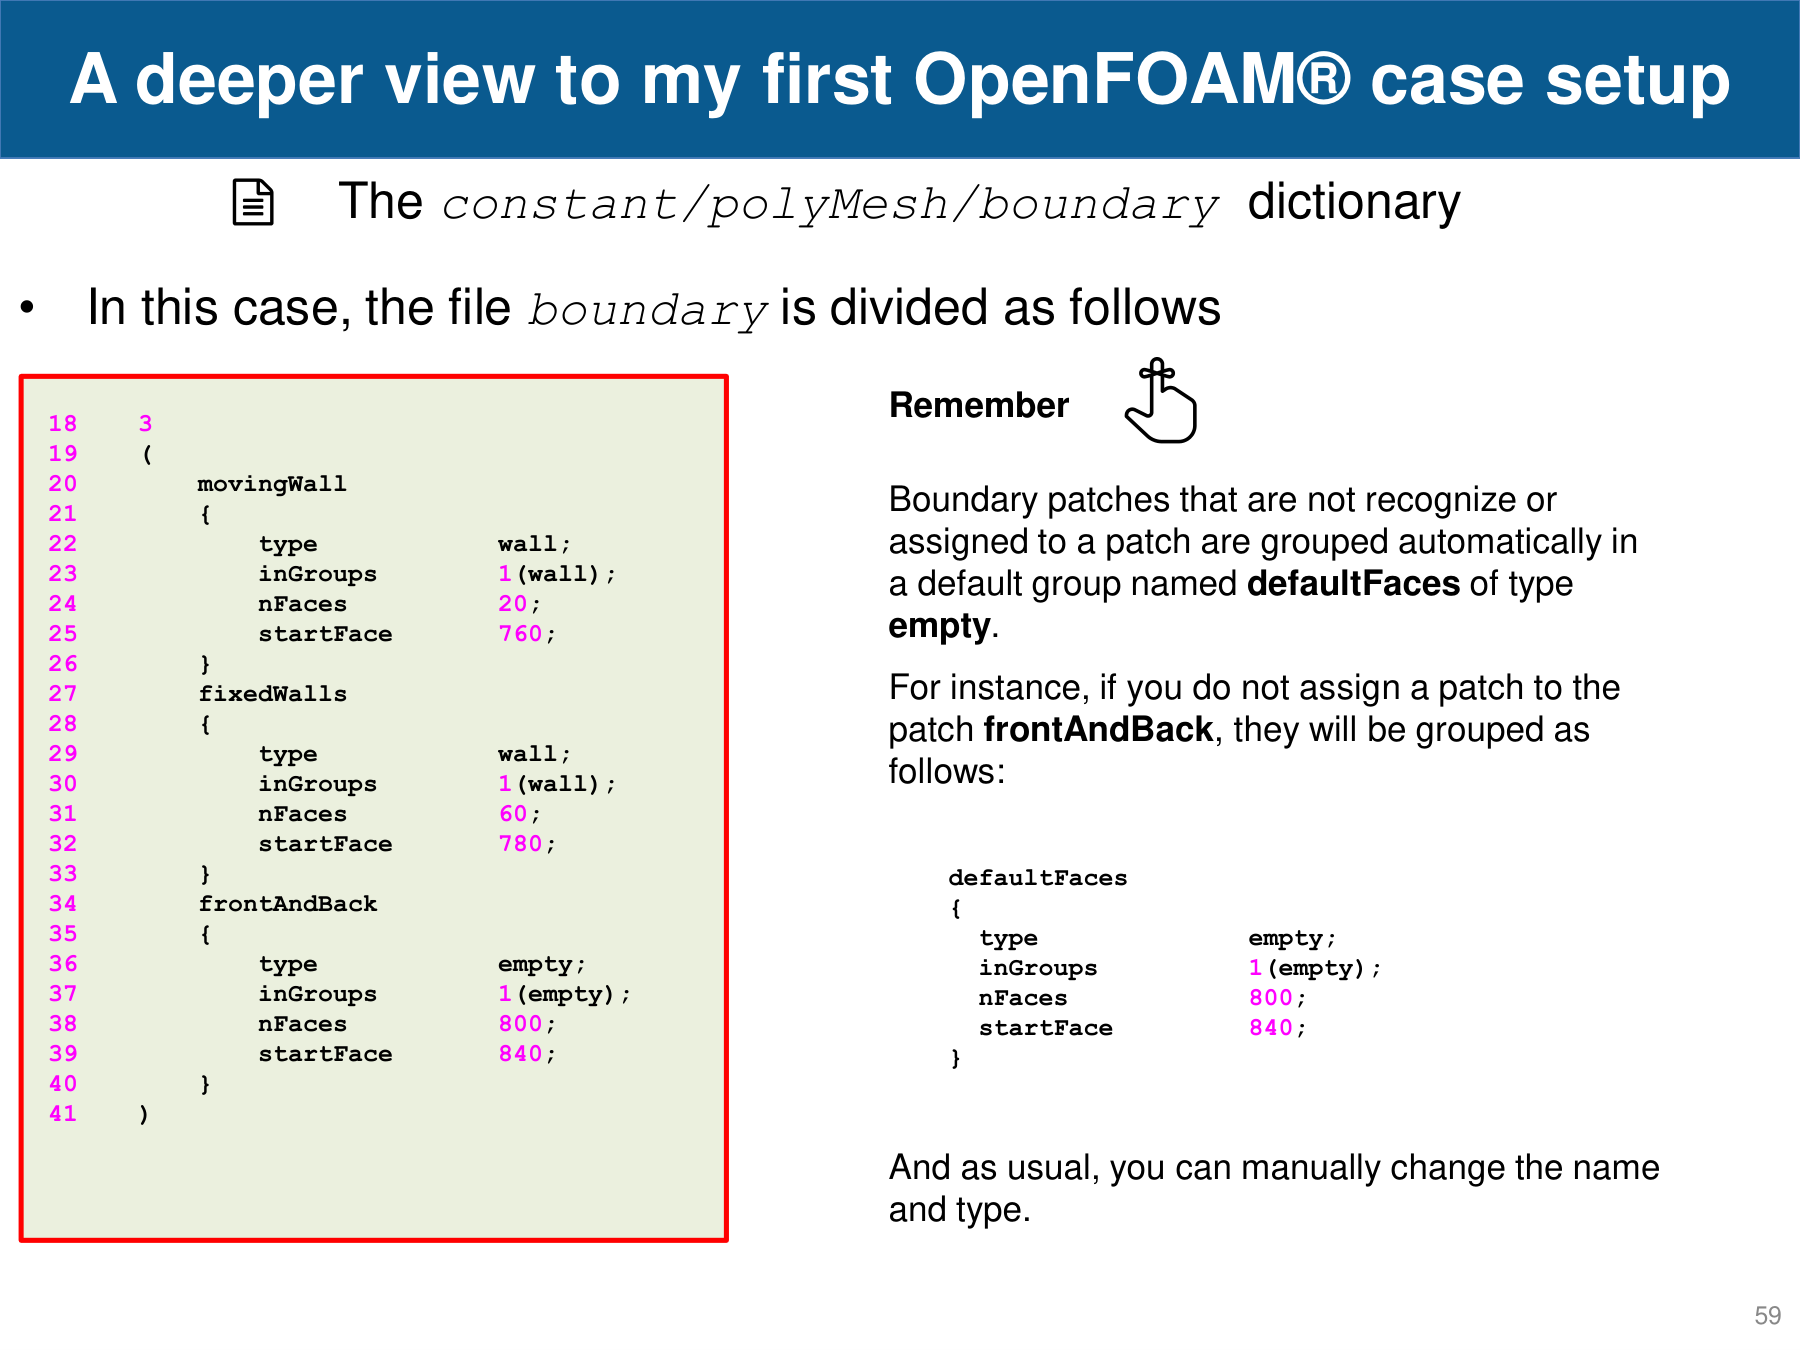 A deeper view to my first OpenFOAM® case setup
The constant/polyMesh/boundary dictionary
• In this case, the file boundary is divided as follows
18 3
19 (
20 movingWall
21 {
22 type wall;
23 inGroups 1(wall);
24 nFaces 20;
25 startFace 760;
26 }
27 fixedWalls
28 {
29 type wall;
30 inGroups 1(wall);
31 nFaces 60;
32 startFace 780;
33 }
34 frontAndBack
35 {
36 type empty;
37 inGroups 1(empty);
38 nFaces 800;
39 startFace 840;
40 }
41 )
Remember
Boundary patches that are not recognize or
assigned to a patch are grouped automatically in
a default group named defaultFaces of type
empty.
For instance, if you do not assign a patch to the
patch frontAndBack, they will be grouped as
follows:
defaultFaces
{
type empty;
inGroups 1(empty);
nFaces 800;
startFace 840;
}
And as usual, you can manually change the name
and type.
59